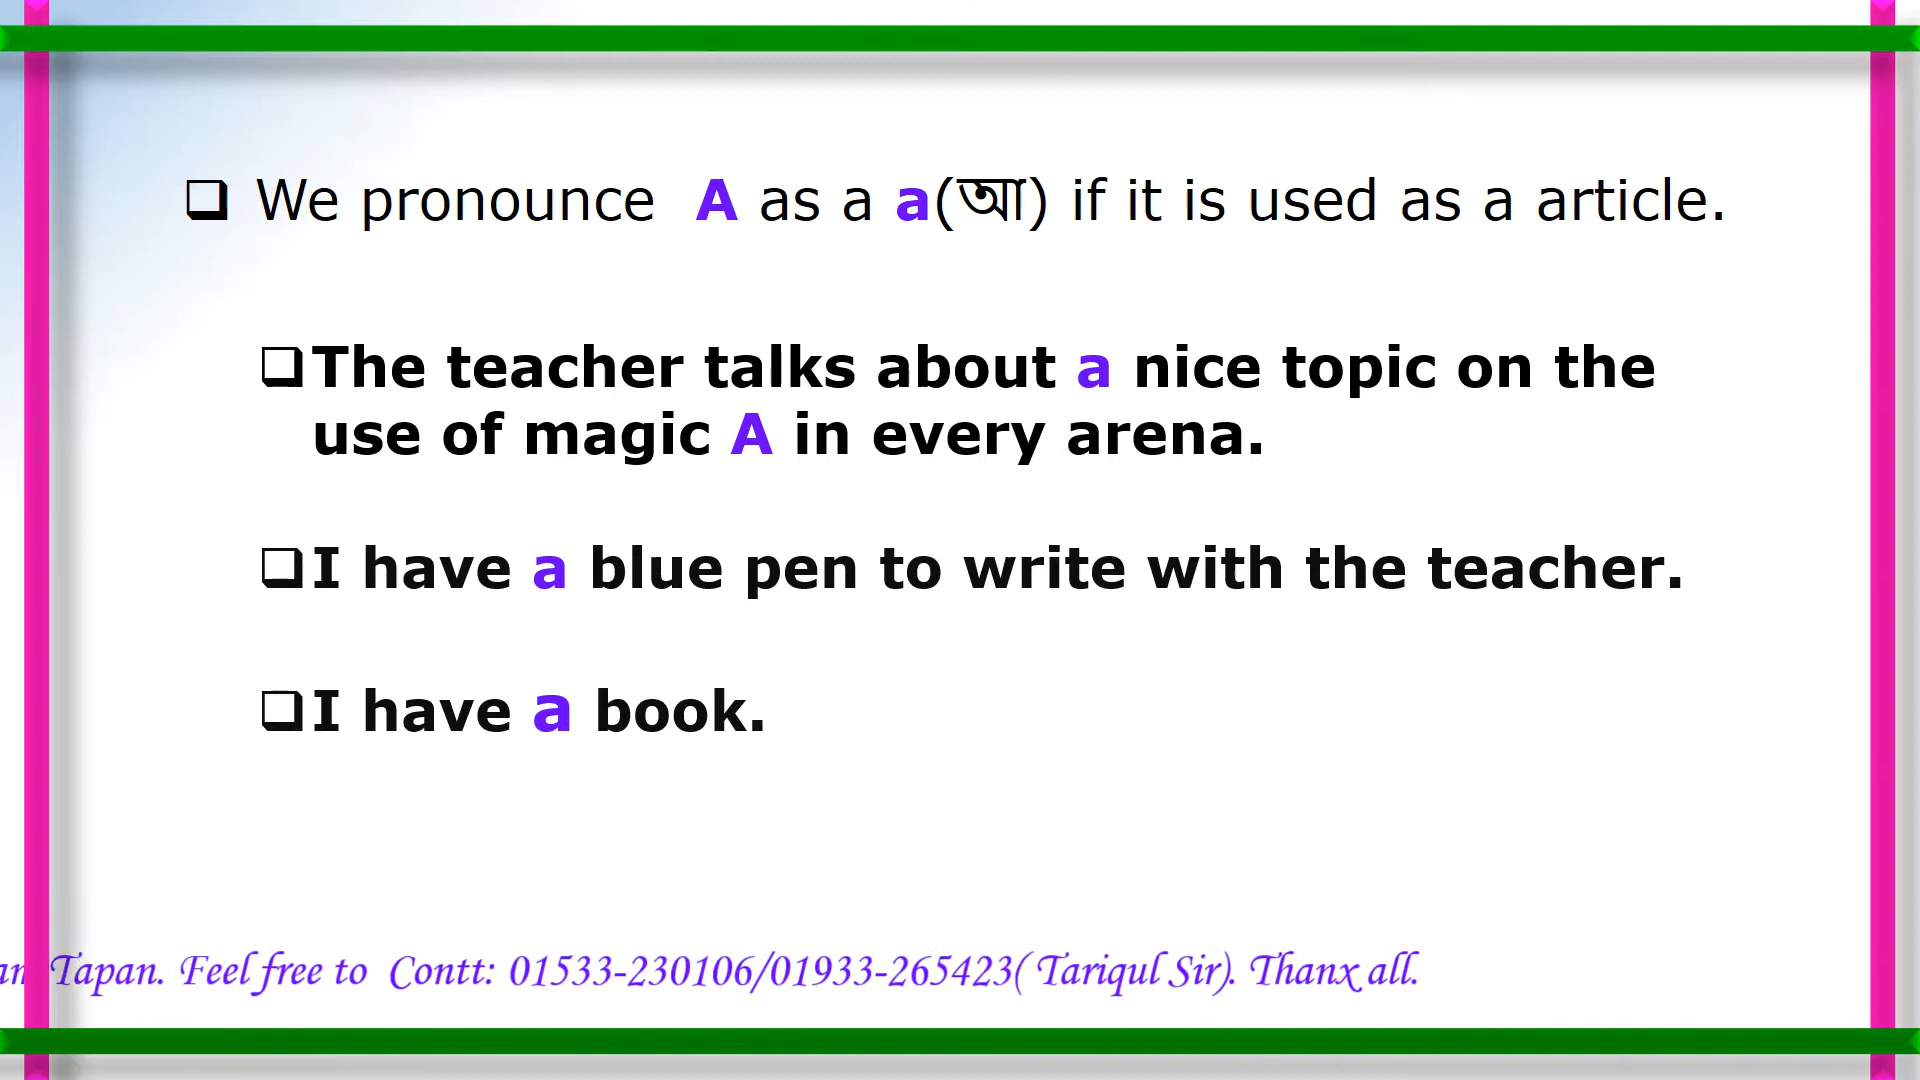 We pronounce A as a a(আ) if it is used as a article.
The teacher talks about a nice topic on the
use of magic A in every arena.
I have a blue pen to write with the teacher.
I have a book.
Tapan. Feel free to Contt: 01533-230106/01933-265423( Tariqul Sir). Thanx all.